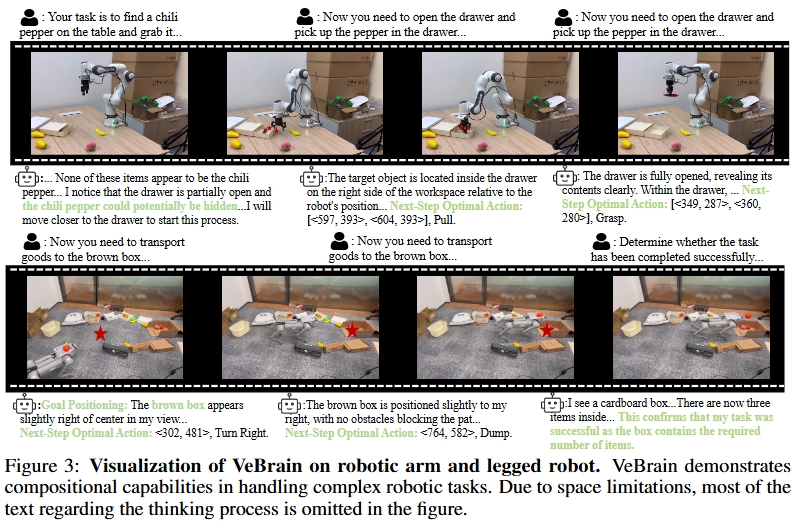 : Your task is to find a chili
pepper on the table and grab it...
: Now you need to open the drawer and
pick up the pepper in the drawer...
: Now you need to open the drawer and
pick up the pepper in the drawer...
:... None of these items appear to be the chili
pepper... I notice that the drawer is partially open and
the chili pepper could potentially be hidden...I will
move closer to the drawer to start this process.
:The target object is located inside the drawer
on the right side of the workspace relative to the
robot's position... Next-Step Optimal Action:
[<597, 393>, <604, 393>], Pull.
: The drawer is fully opened, revealing its
contents clearly. Within the drawer, ... Next-
Step Optimal Action: [<349, 287>, <360,
280>], Grasp.
: Now you need to transport
goods to the brown box...
: Now you need to transport
goods to the brown box...
: Determine whether the task
has been completed successfully...
:Goal Positioning: The brown box appears
slightly right of center in my view...
Next-Step Optimal Action: <302, 481>, Turn Right.
:The brown box is positioned slightly to my
right, with no obstacles blocking the pat...
Next-Step Optimal Action: <764, 582>, Dump.
:I see a cardboard box...There are now three
items inside... This confirms that my task was
successful as the box contains the required
number of items.
Figure 3: Visualization of VeBrain on robotic arm and legged robot. VeBrain demonstrates
compositional capabilities in handling complex robotic tasks. Due to space limitations, most of the
text regarding the thinking process is omitted in the figure.